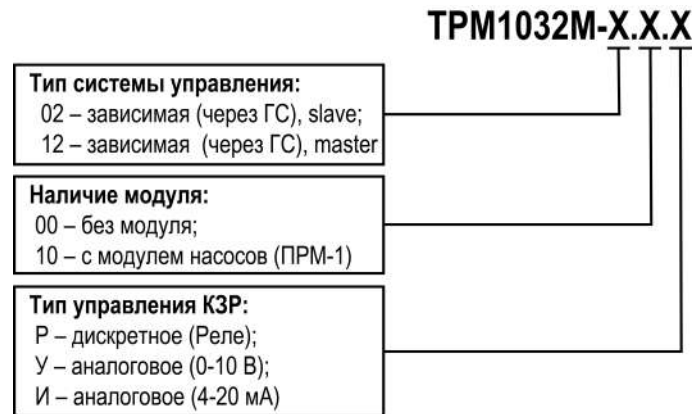 ТРМ1032М-Х.Х.Х
Тип системы управления:
02 – зависимая (через ГС), slave;
12 – зависимая (через ГС), master
Наличие модуля:
00 – без модуля;
10 – с модулем насосов (ПРМ-1)
Тип управления КЗР:
Р – дискретное (Реле);
У – аналоговое (0-10 В);
И – аналоговое (4-20 мА)